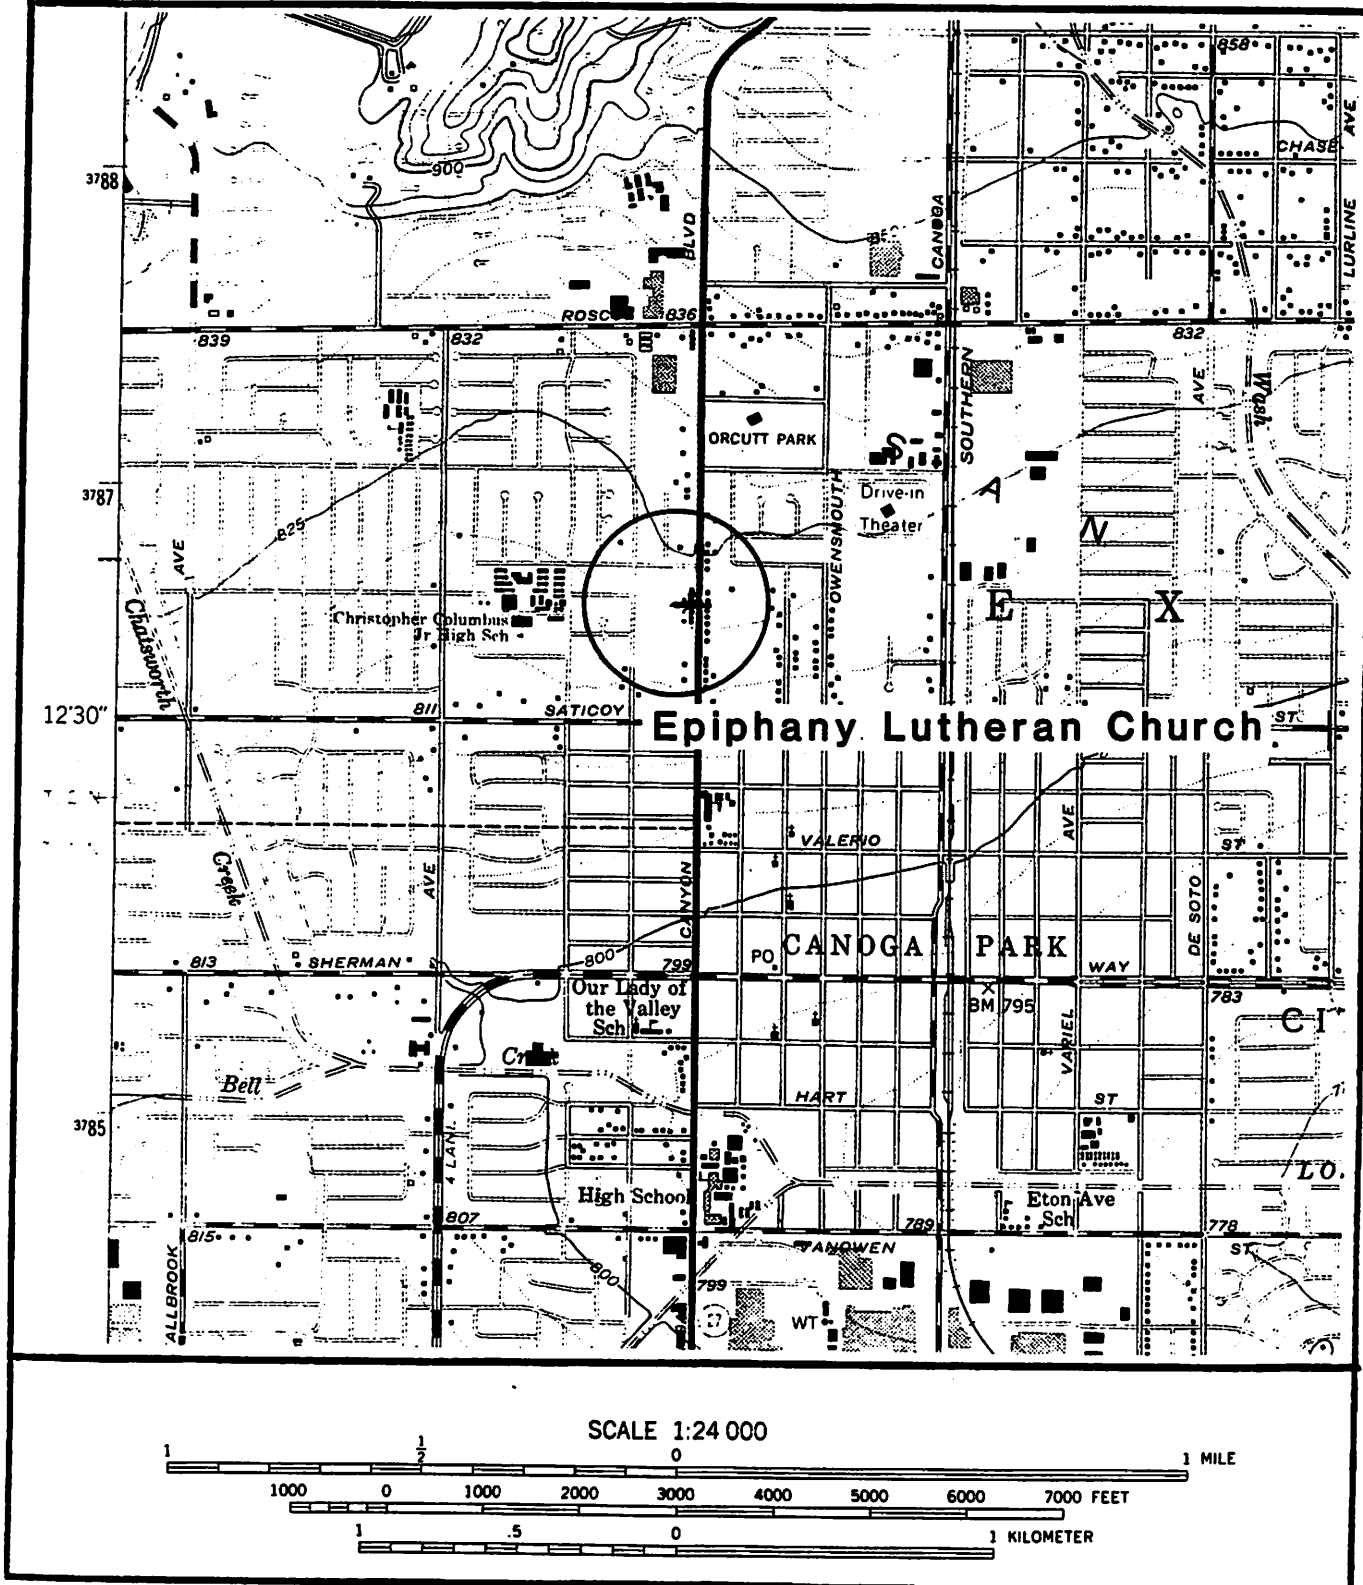 858
AVE
CHASE
3788
900
BLVD
CANOGA
LURLINE
ROSCOE 836
839
832
832
SOUTHERN
AVE
Wash
ORCUTT PARK
S
3787
Drive-in
Theater
A
OWENSMOUTH
N
825
AVE
Chatsworth
Christopher Columbus
Jr High Sch
E
X
12'30"
811
SATICOY
ST
Epiphany Lutheran Church
AVE
VALERIO
ST
Creek
AVE
CANYON
DE SOTO
PO
CANOGA PARK
813
SHERMAN
800
799
WAY
Our Lady of
the Valley
Sch
BM 795
783
CI
VARIEL
Bell
HART
ST
3785
4 LANE
LO
High School
Eton Ave
Sch
815
807
789
778
VANOWEN
ST
ALLBROOK
800
799
27
WT
SCALE 1:24 000
1 1/2 0 1 MILE
1000 0 1000 2000 3000 4000 5000 6000 7000 FEET
1 .5 0 1 KILOMETER